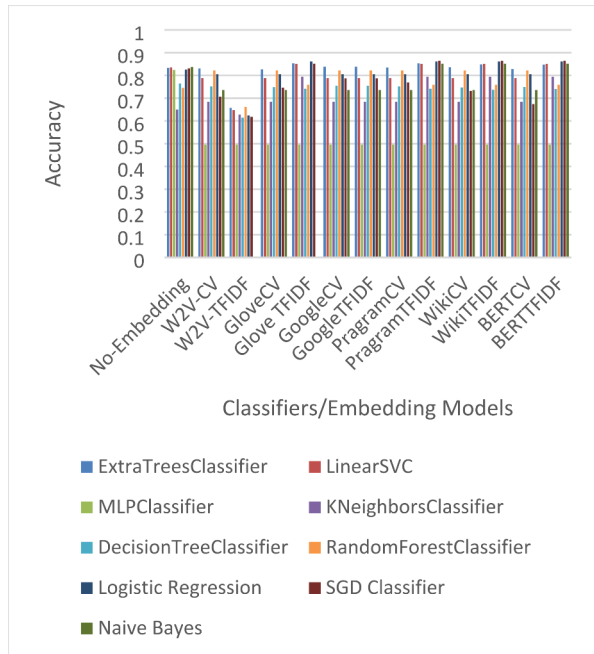 Accuracy
1
0.9
0.8
0.7
0.6
0.5
0.4
0.3
0.2
0.1
0
No-Embedding
W2V-CV
W2V-TFIDF
GloveCV
Glove TFIDF
GoogleCV
GoogleTFIDF
PragramCV
PragramTFIDF
WikiCV
WikiTFIDF
BERTCV
BERTTFIDF
Classifiers/Embedding Models
ExtraTreesClassifier
LinearSVC
MLPClassifier
KNeighborsClassifier
DecisionTreeClassifier
RandomForestClassifier
Logistic Regression
SGD Classifier
Naive Bayes